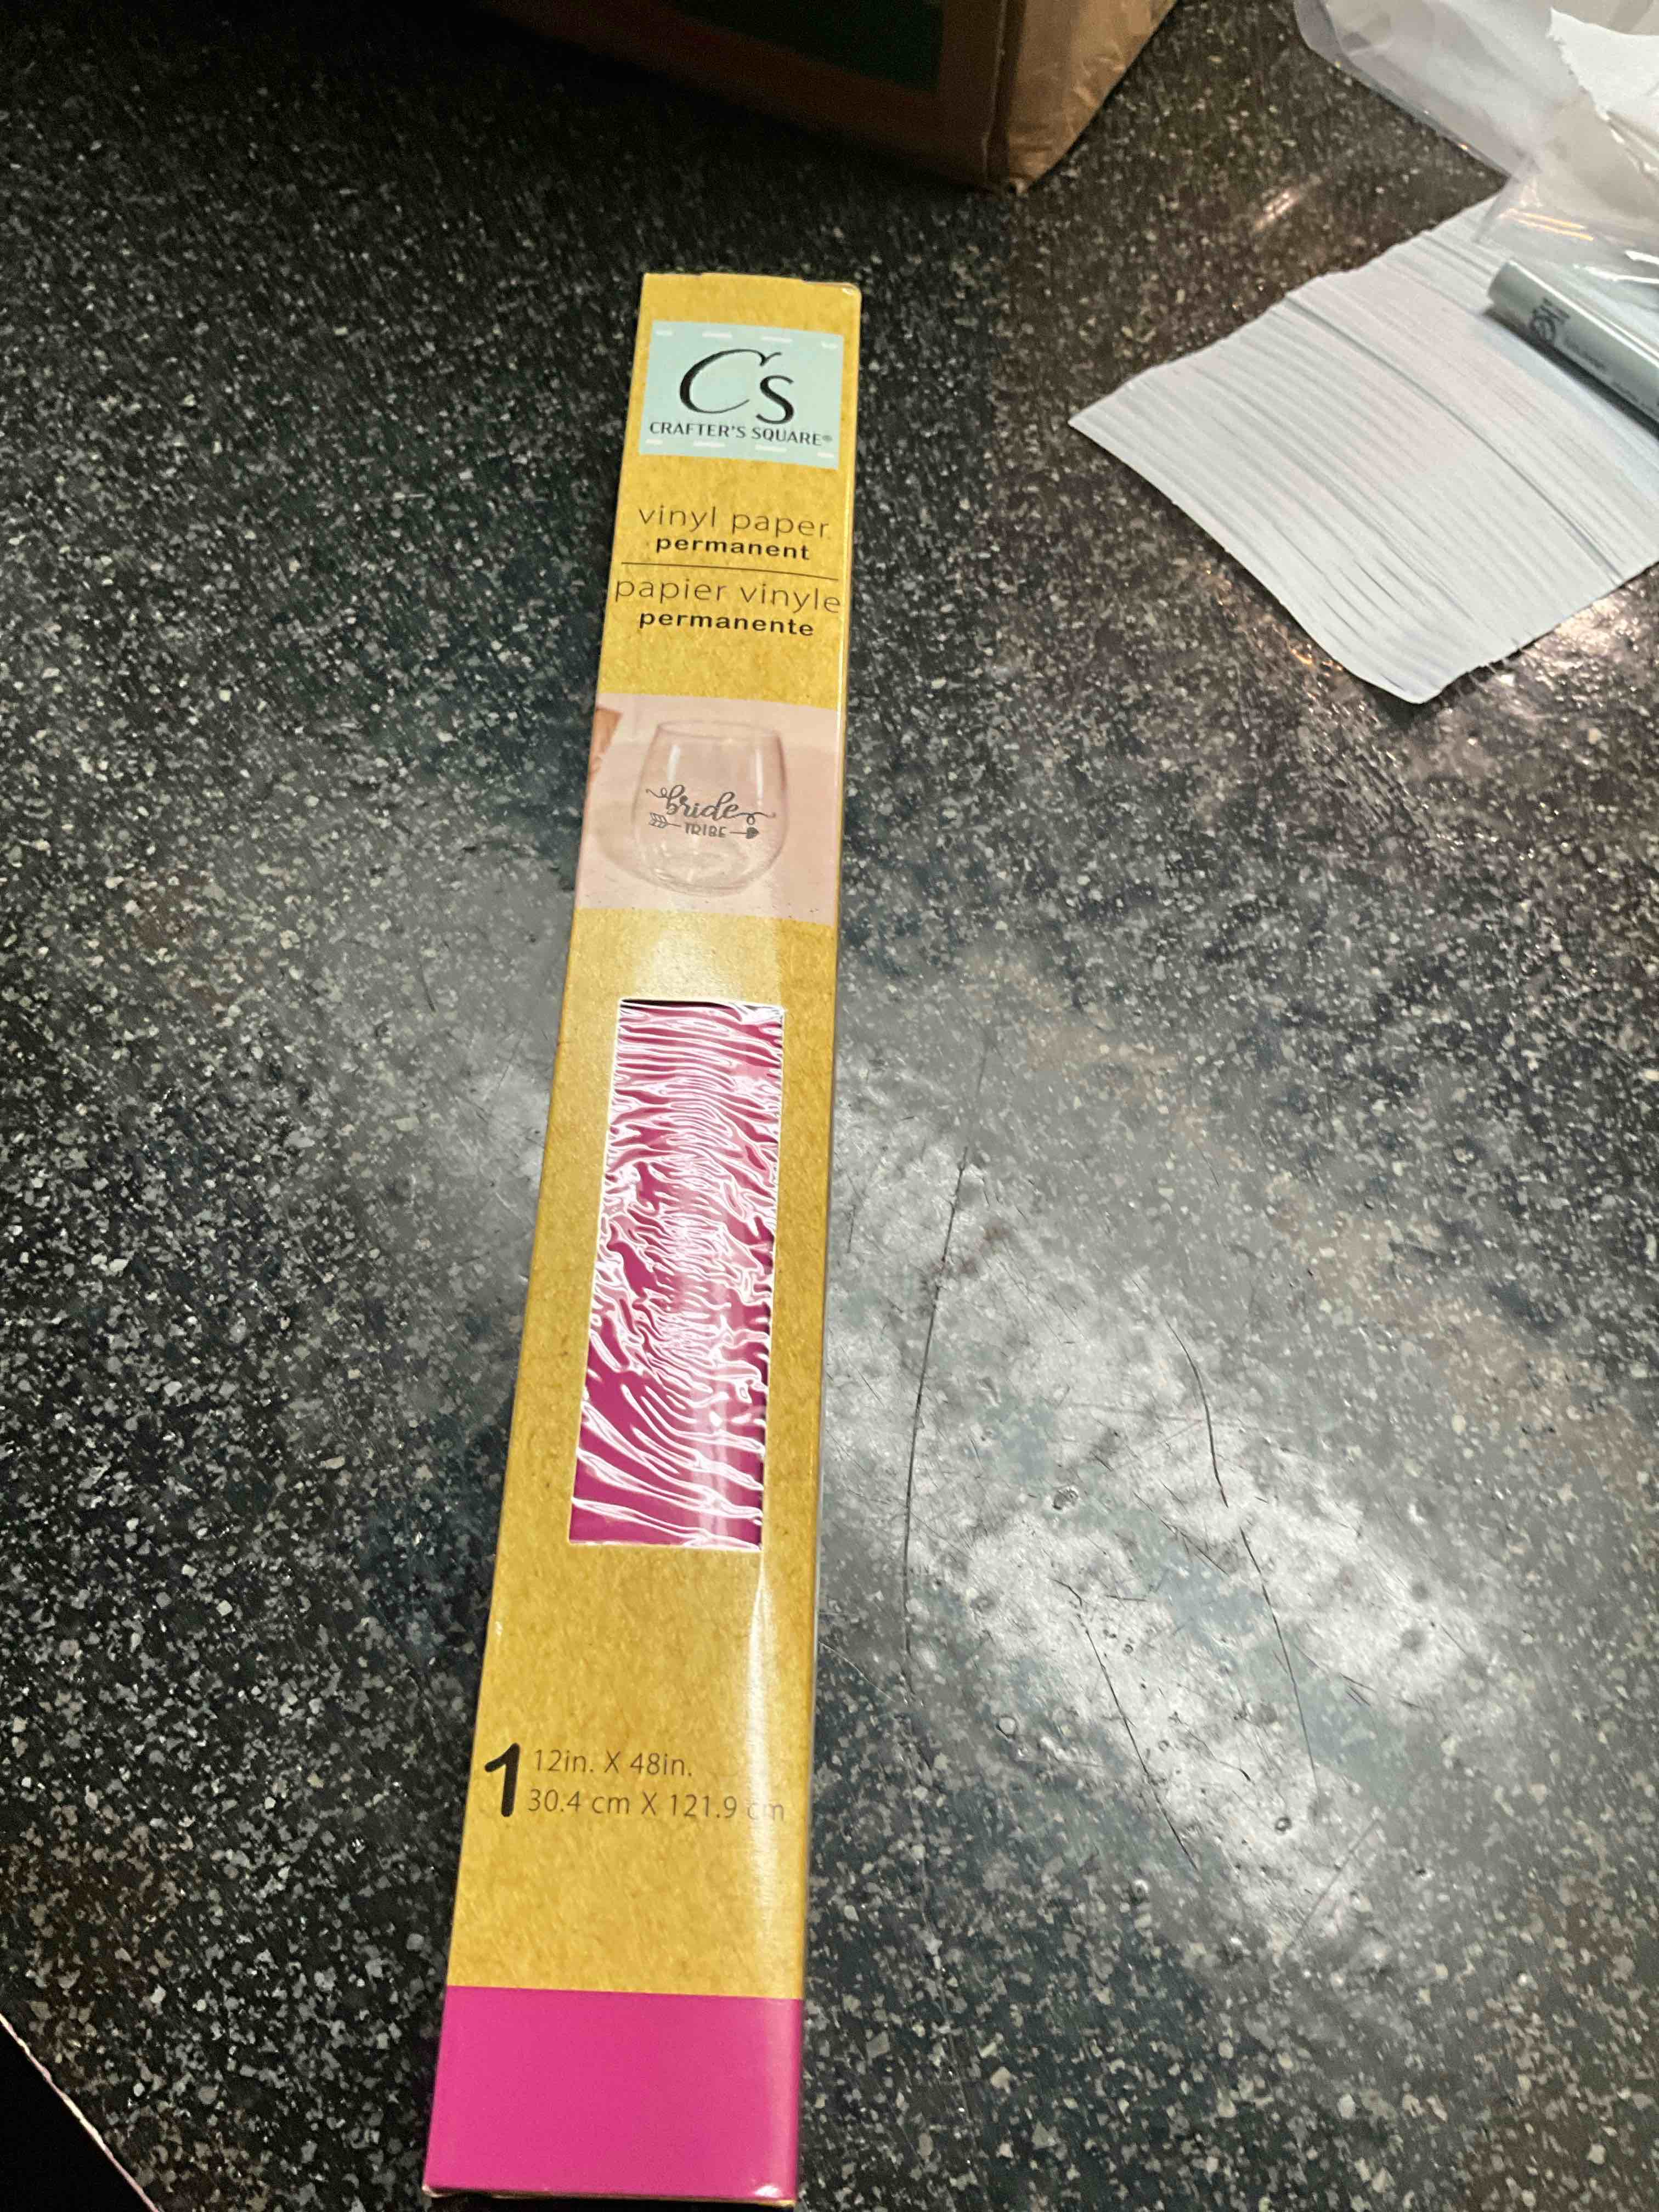 Cs
CRAFTER'S SQUARE®
vinyl paper
permanent
papier vinyle
permanente
bride
TRIBE
1 12in. X 48in.
30.4 cm X 121.9 cm